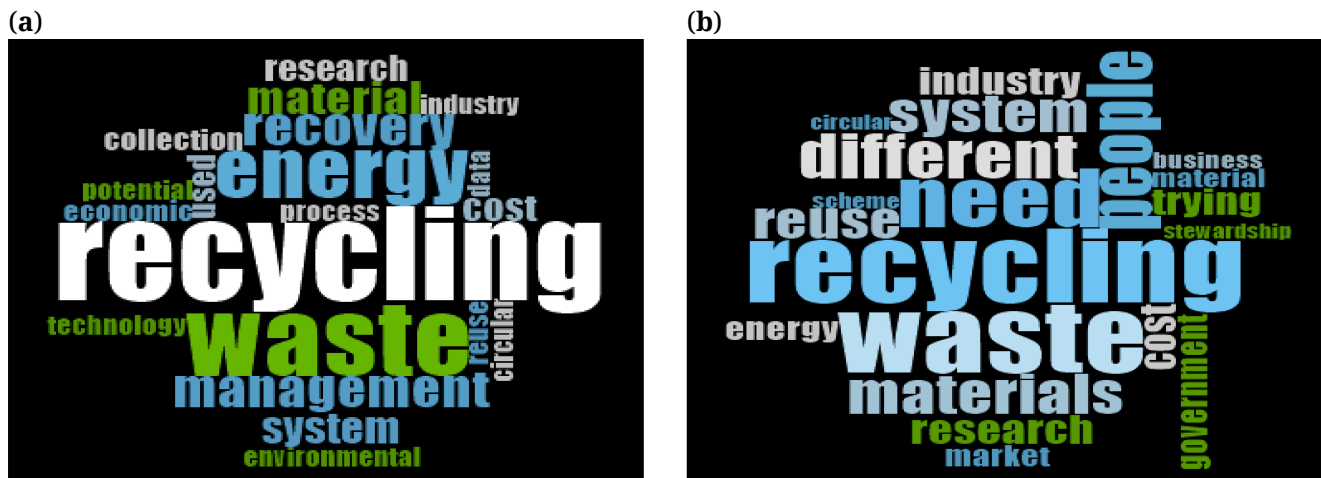 (a)
research
material
industry
recovery
collection
energy
used
data
potential
economic
process
cost
recycling
technology
waste
reuse
circular
management
system
environmental
(b)
people
industry
system
circular
different
business
material
need
scheme
trying
reuse
stewardship
recycling
energy
waste
cost
government
materials
research
market